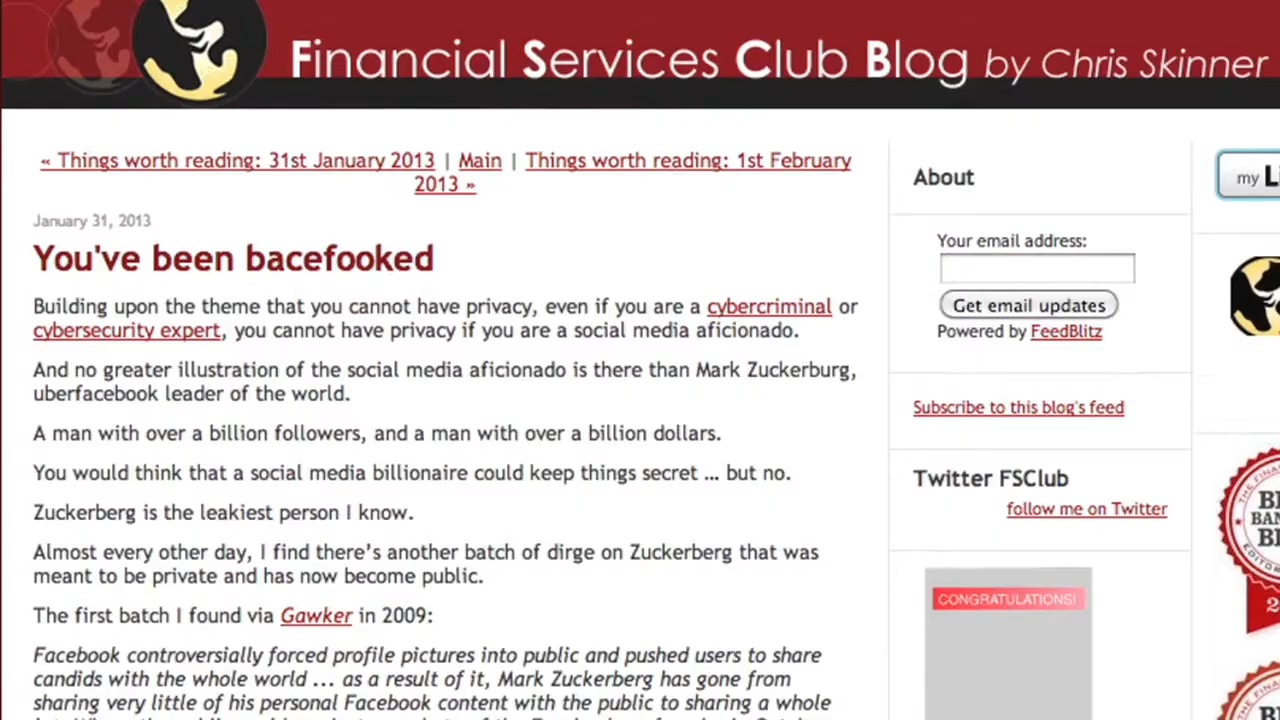 Financial Services Club Blog by Chris Skinner
« Things worth reading: 31st January 2013 | Main | Things worth reading: 1st February
2013 »
January 31, 2013
You've been bacefooked
Building upon the theme that you cannot have privacy, even if you are a cybercriminal or
cybersecurity expert, you cannot have privacy if you are a social media aficionado.
And no greater illustration of the social media aficionado is there than Mark Zuckerburg,
uberfacebook leader of the world.
A man with over a billion followers, and a man with over a billion dollars.
You would think that a social media billionaire could keep things secret ... but no.
Zuckerberg is the leakiest person I know.
Almost every other day, I find there's another batch of dirge on Zuckerberg that was
meant to be private and has now become public.
The first batch I found via Gawker in 2009:
Facebook controversially forced profile pictures into public and pushed users to share
candids with the whole world ... as a result of it, Mark Zuckerberg has gone from
sharing very little of his personal Facebook content with the public to sharing a whole
About
Your email address:
Get email updates
Powered by FeedBlitz
Subscribe to this blog's feed
Twitter FSClub
follow me on Twitter
CONGRATULATIONS!
my